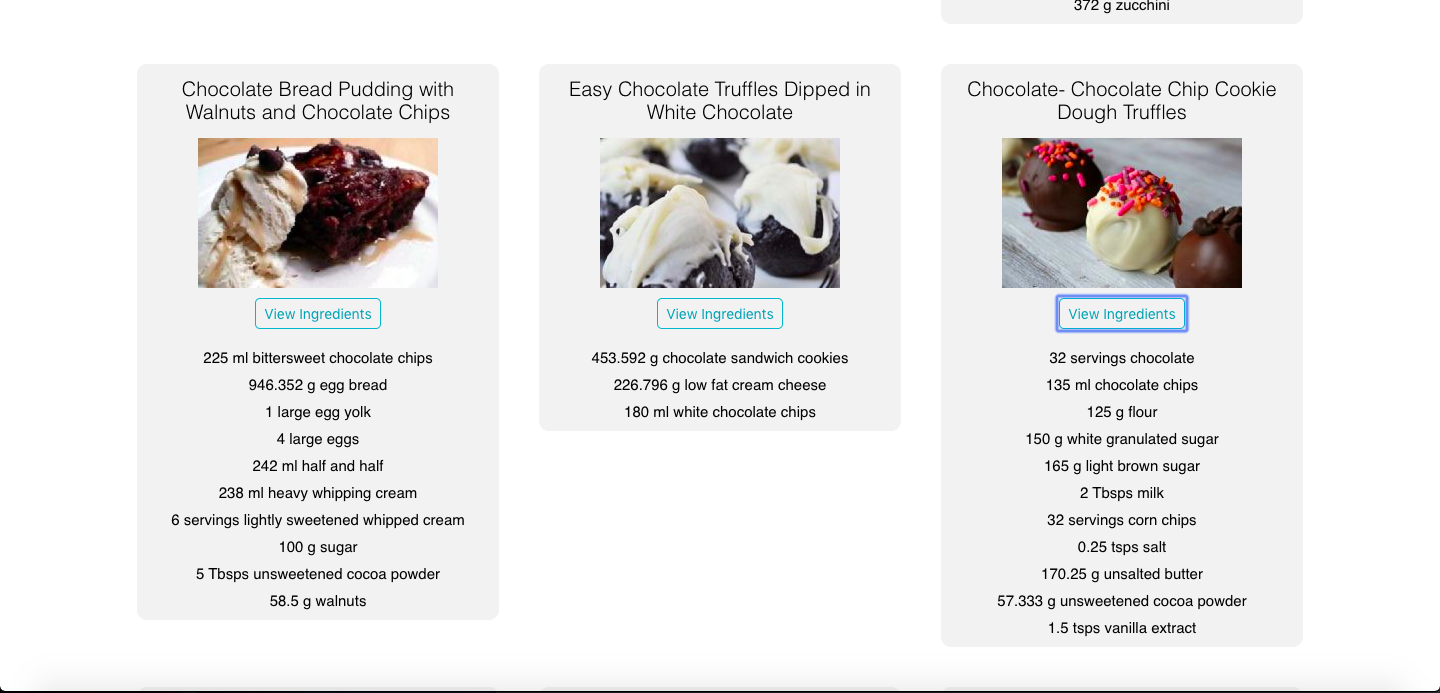 372 g zucchini
Chocolate Bread Pudding with
Walnuts and Chocolate Chips
View Ingredients
225 ml bittersweet chocolate chips
946.352 g egg bread
1 large egg yolk
4 large eggs
242 ml half and half
238 ml heavy whipping cream
6 servings lightly sweetened whipped cream
100 g sugar
5 Tbsps unsweetened cocoa powder
58.5 g walnuts
Easy Chocolate Truffles Dipped in
White Chocolate
View Ingredients
453.592 g chocolate sandwich cookies
226.796 g low fat cream cheese
180 ml white chocolate chips
Chocolate- Chocolate Chip Cookie
Dough Truffles
View Ingredients
32 servings chocolate
135 ml chocolate chips
125 g flour
150 g white granulated sugar
165 g light brown sugar
2 Tbsps milk
32 servings corn chips
0.25 tsps salt
170.25 g unsalted butter
57.333 g unsweetened cocoa powder
1.5 tsps vanilla extract